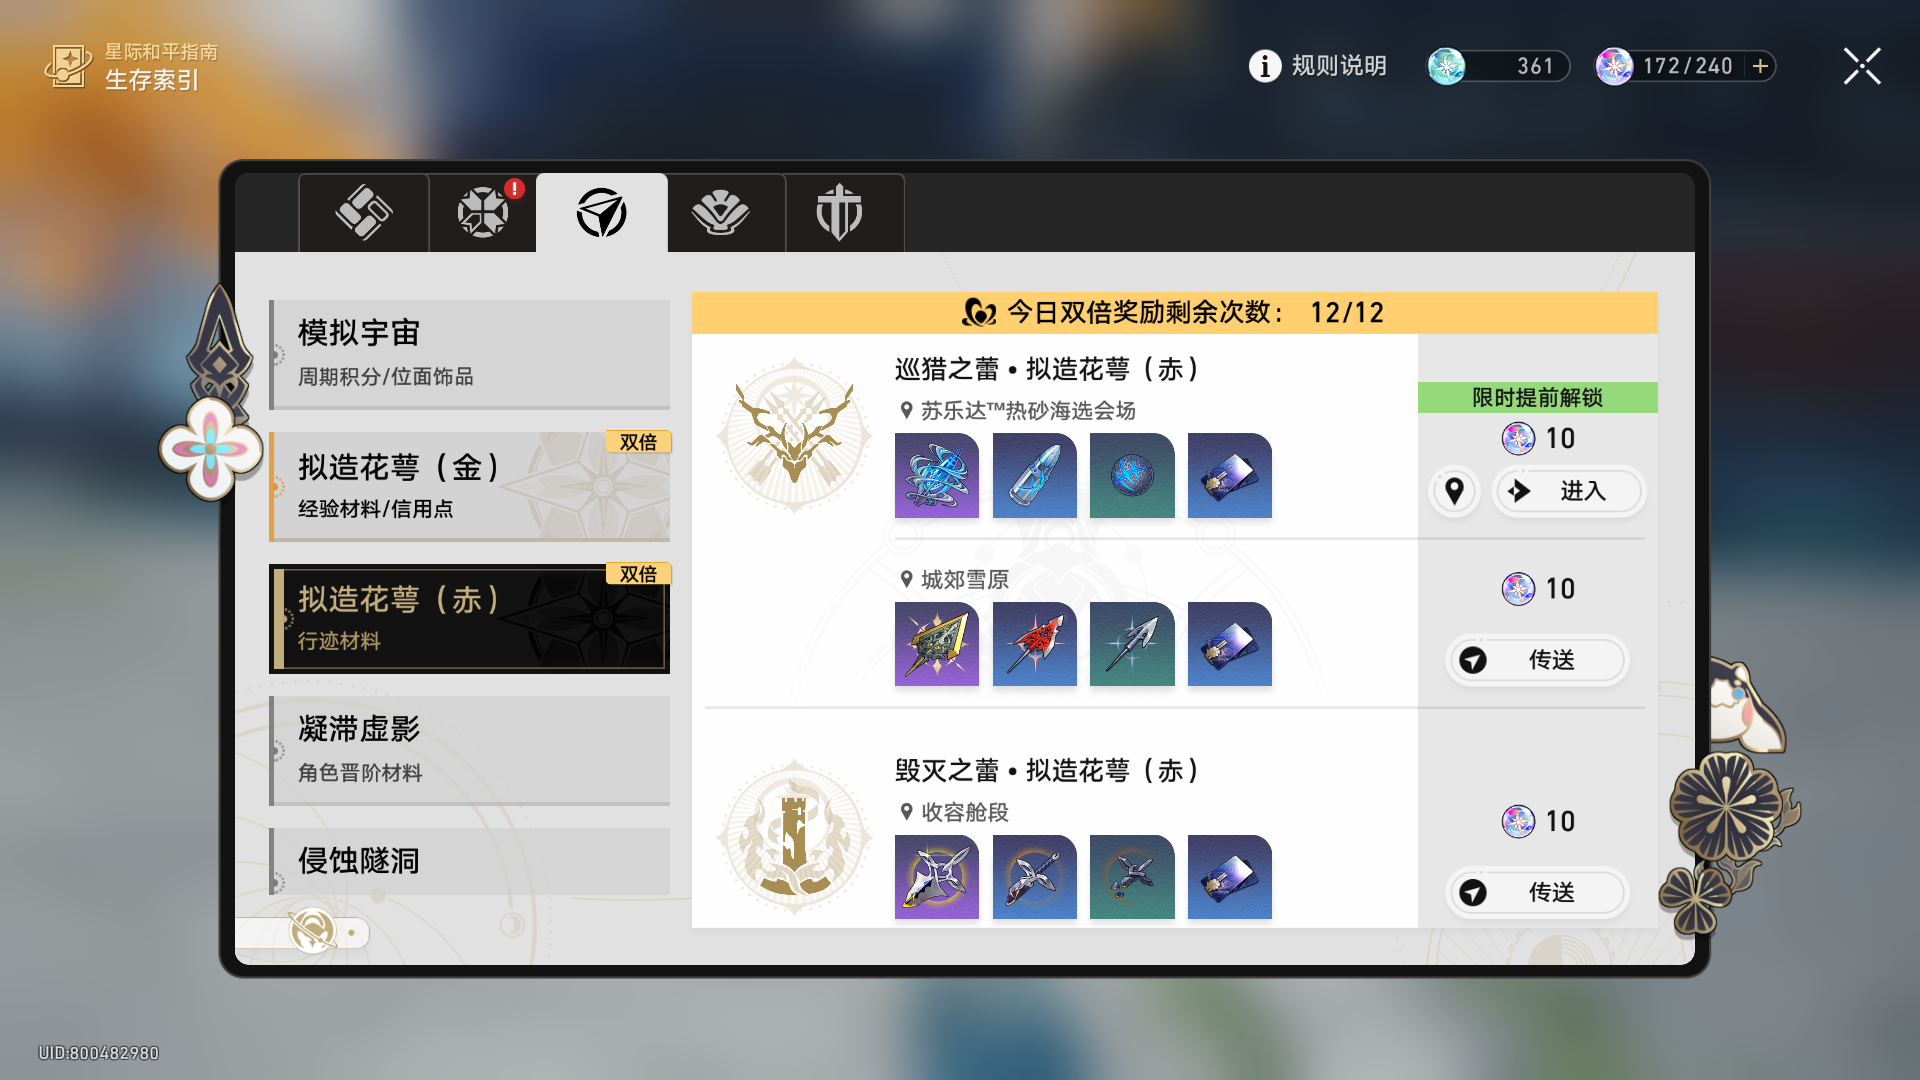 星际和平指南
生存索引
规则说明
361
172/240
模拟宇宙
周期积分/位面饰品
双倍
拟造花萼（金）
经验材料/信用点
双倍
拟造花萼（赤）
行迹材料
凝滞虚影
角色晋阶材料
侵蚀隧洞
今日双倍奖励剩余次数： 12/12
巡猎之蕾•拟造花萼（赤）
苏乐达™热砂海选会场
限时提前解锁
10
进入
城郊雪原
10
传送
毁灭之蕾•拟造花萼（赤）
收容舱段
10
传送
UID:800482980